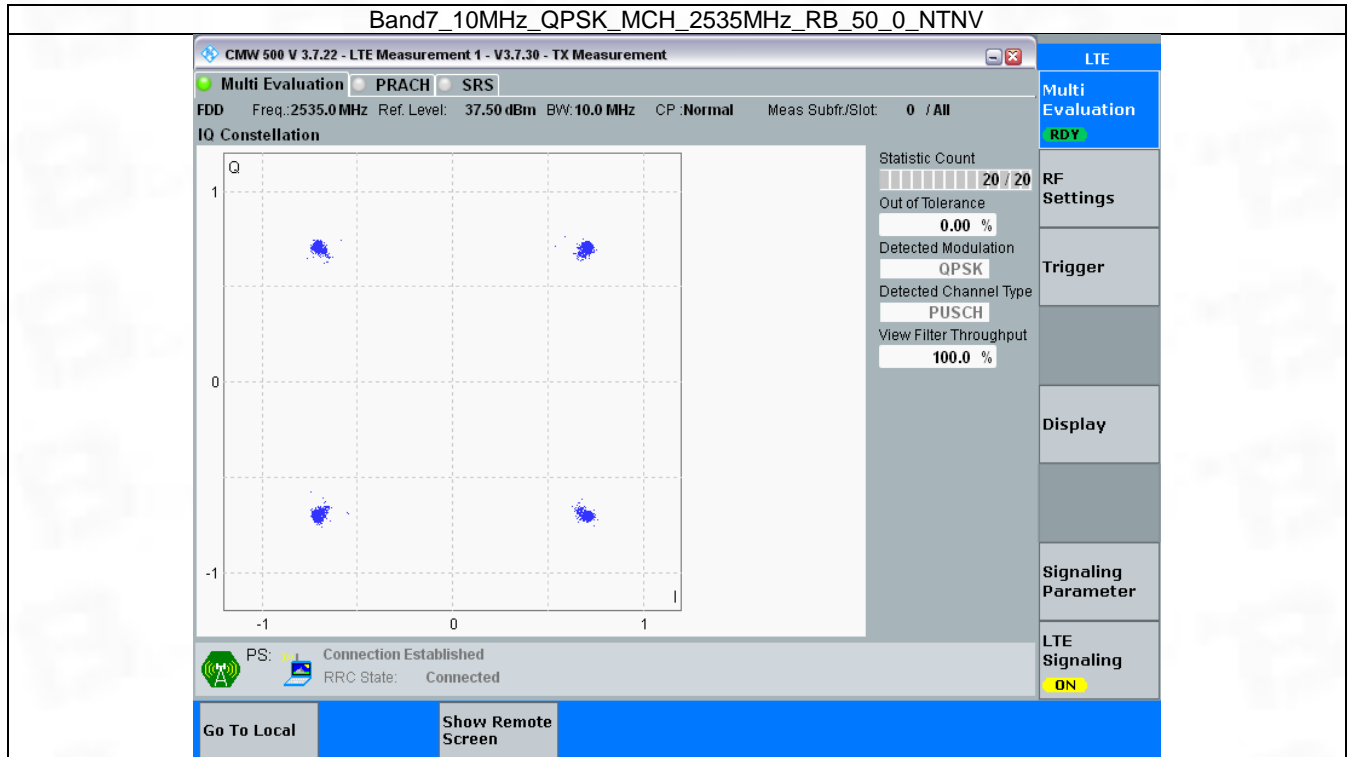 Band7_10MHz_QPSK_MCH_2535MHz_RB_50_0_NTNV
CMW 500 V 3.7.22 - LTE Measurement 1 - V3.7.30 - TX Measurement
Multi Evaluation PRACH SRS
FDD Freq.:2535.0 MHz Ref. Level: 37.50 dBm BW:10.0 MHz CP :Normal Meas Subfr./Slot: 0 / All
IQ Constellation
Q
1
0
-1
I
-1 0 1
Statistic Count
20 / 20
Out of Tolerance
0.00 %
Detected Modulation
QPSK
Detected Channel Type
PUSCH
View Filter Throughput
100.0 %
PS: Connection Established
RRC State: Connected
LTE
Multi
Evaluation
RDY
RF
Settings
Trigger
Display
Signaling
Parameter
LTE
Signaling
ON
Go To Local
Show Remote
Screen